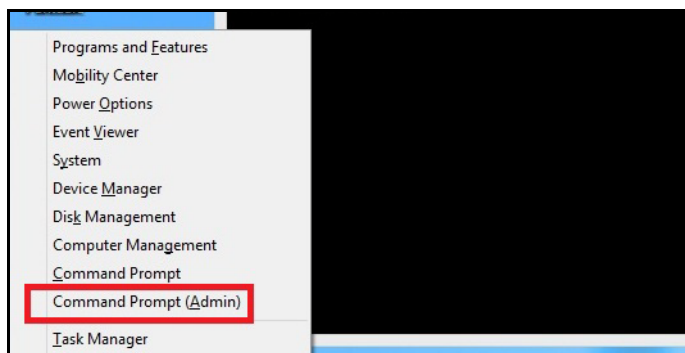 Programs and Features
Mobility Center
Power Options
Event Viewer
System
Device Manager
Disk Management
Computer Management
Command Prompt
Command Prompt (Admin)
Task Manager